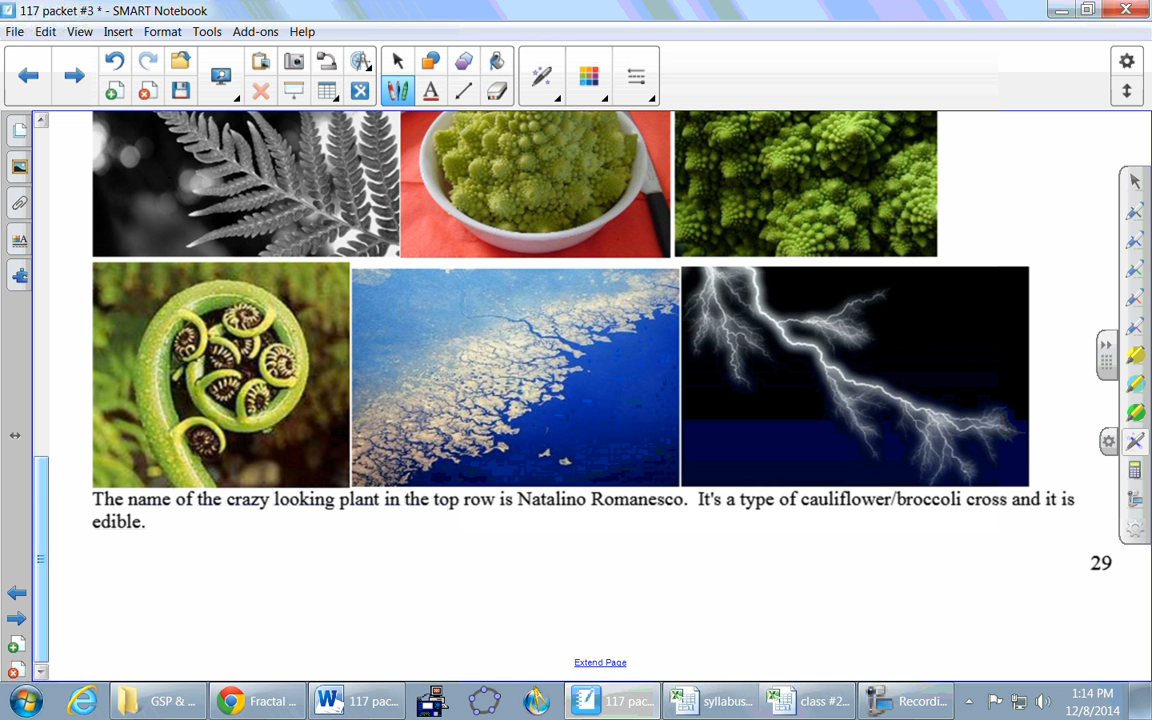 117 packet #3 * - SMART Notebook
File Edit View Insert Format Tools Add-ons Help
The name of the crazy looking plant in the top row is Natalino Romanesco. It's a type of cauliflower/broccoli cross and it is
edible.
29
Extend Page
GSP & ... Fractal ... 117 pac... 117 pac... syllabus... class #2... Recordi... 1:14 PM
12/8/2014